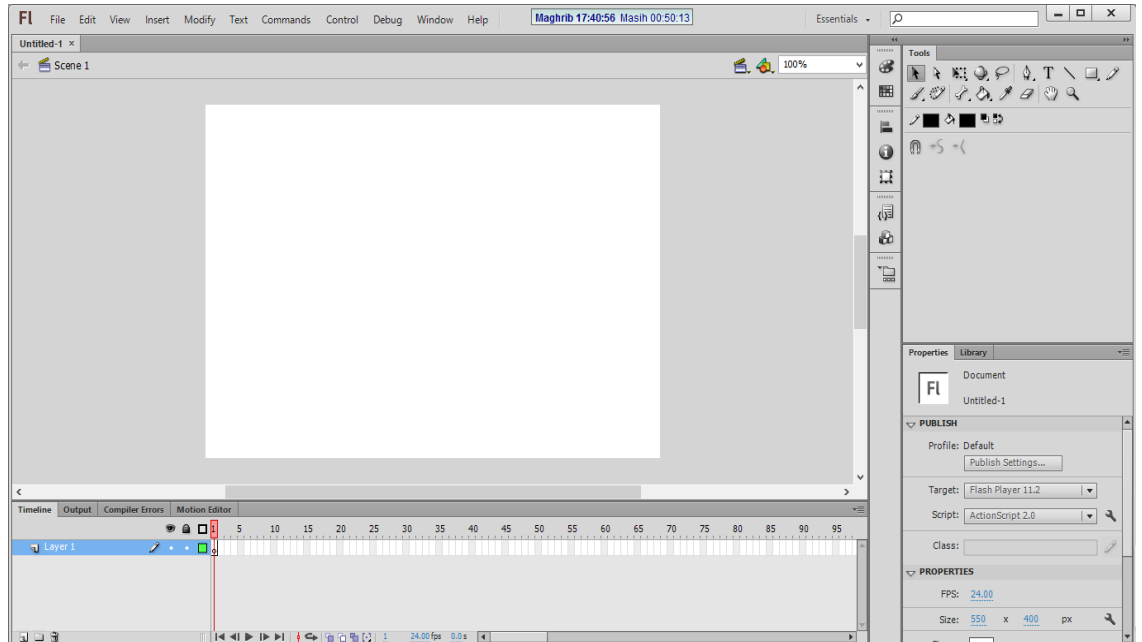 Fl File Edit View Insert Modify Text Commands Control Debug Window Help Maghrib 17:40:56 Masih 00:50:13 Essentials
Untitled-1 ×
Scene 1 100%
Tools
Properties Library
Fl Document
Untitled-1
PUBLISH
Profile: Default
Publish Settings...
Target: Flash Player 11.2
Script: ActionScript 2.0
Class:
PROPERTIES
FPS: 24.00
Size: 550 x 400 px
Timeline Output Compiler Errors Motion Editor
1 5 10 15 20 25 30 35 40 45 50 55 60 65 70 75 80 85 90 95
Layer 1
1 24.00 fps 0.0 s